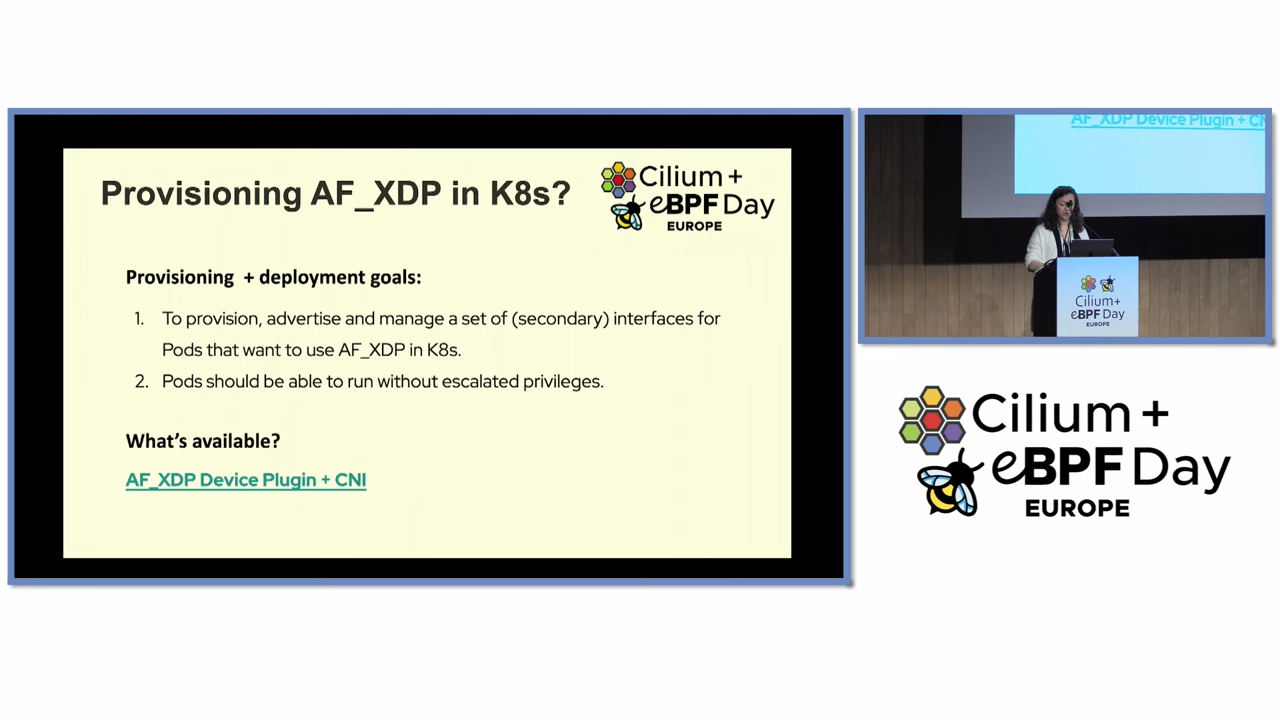 Provisioning AF_XDP in K8s?
Cilium +
eBPF Day
EUROPE
Provisioning + deployment goals:
1. To provision, advertise and manage a set of (secondary) interfaces for
Pods that want to use AF_XDP in K8s.
2. Pods should be able to run without escalated privileges.
What's available?
AF_XDP Device Plugin + CNI
AF_XDP Device Plugin + CN
Cilium+
eBPF Day
EUROPE
Cilium +
eBPF Day
EUROPE